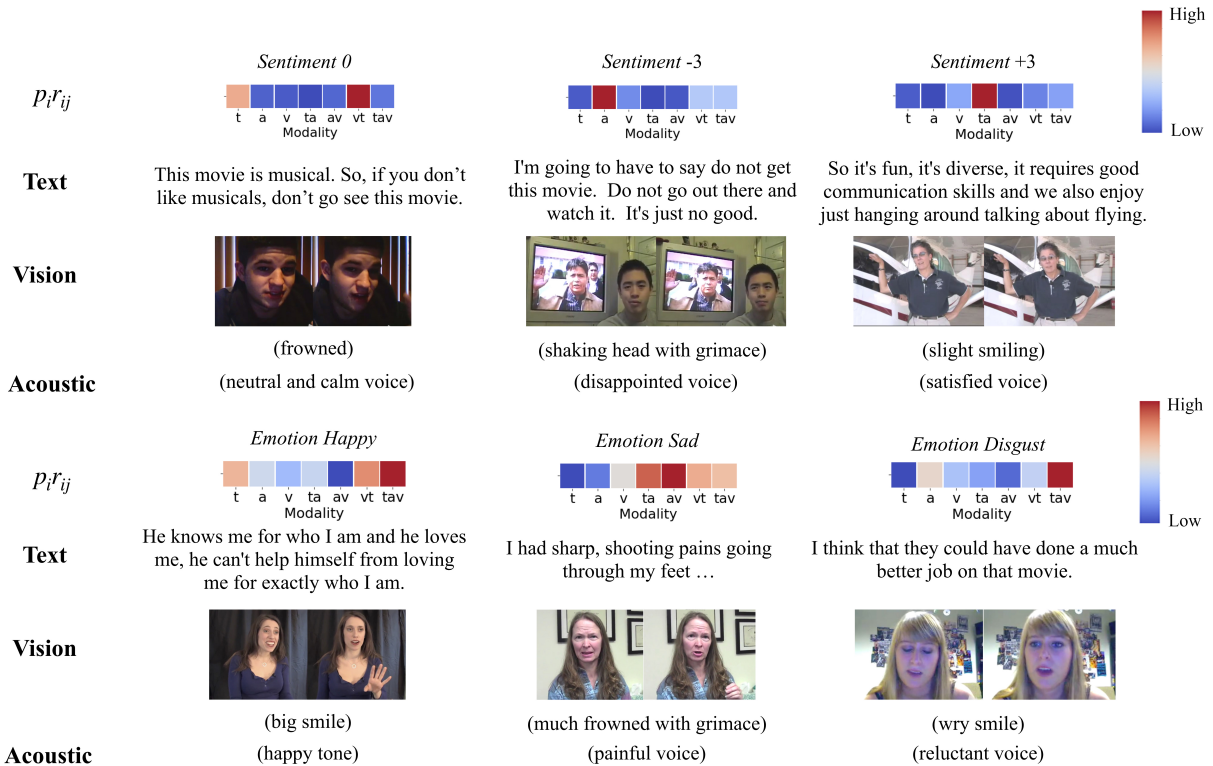 High
Sentiment 0
Sentiment -3
Sentiment +3
p_i r_ij
t a v ta av vt tav
t a v ta av vt tav
t a v ta av vt tav
Modality
Modality
Modality
Low
Text
This movie is musical. So, if you don’t
like musicals, don’t go see this movie.
I'm going to have to say do not get
this movie. Do not go out there and
watch it. It's just no good.
So it's fun, it's diverse, it requires good
communication skills and we also enjoy
just hanging around talking about flying.
Vision
(frowned)
(shaking head with grimace)
(slight smiling)
Acoustic
(neutral and calm voice)
(disappointed voice)
(satisfied voice)
High
Emotion Happy
Emotion Sad
Emotion Disgust
p_i r_ij
t a v ta av vt tav
t a v ta av vt tav
t a v ta av vt tav
Modality
Modality
Modality
Low
Text
He knows me for who I am and he loves
me, he can't help himself from loving
me for exactly who I am.
I had sharp, shooting pains going
through my feet …
I think that they could have done a much
better job on that movie.
Vision
(big smile)
(much frowned with grimace)
(wry smile)
Acoustic
(happy tone)
(painful voice)
(reluctant voice)